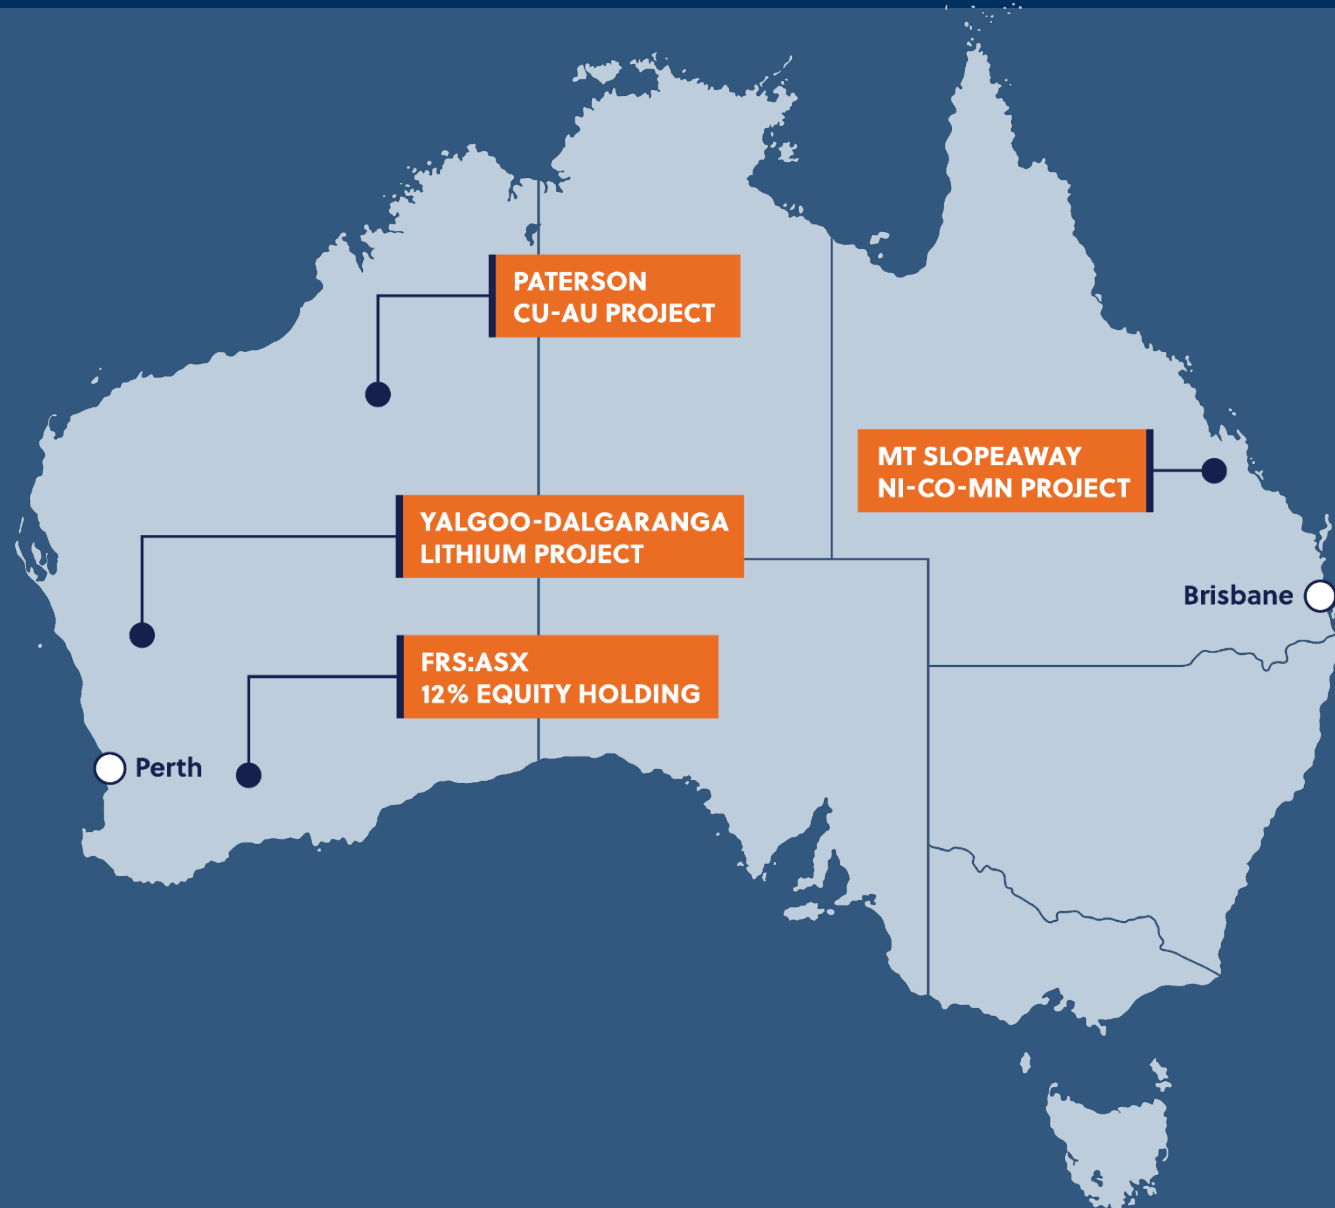 PATERSON
CU-AU PROJECT
MT SLOPEAWAY
NI-CO-MN PROJECT
YALGOO-DALGARANGA
LITHIUM PROJECT
Brisbane
FRS:ASX
12% EQUITY HOLDING
Perth